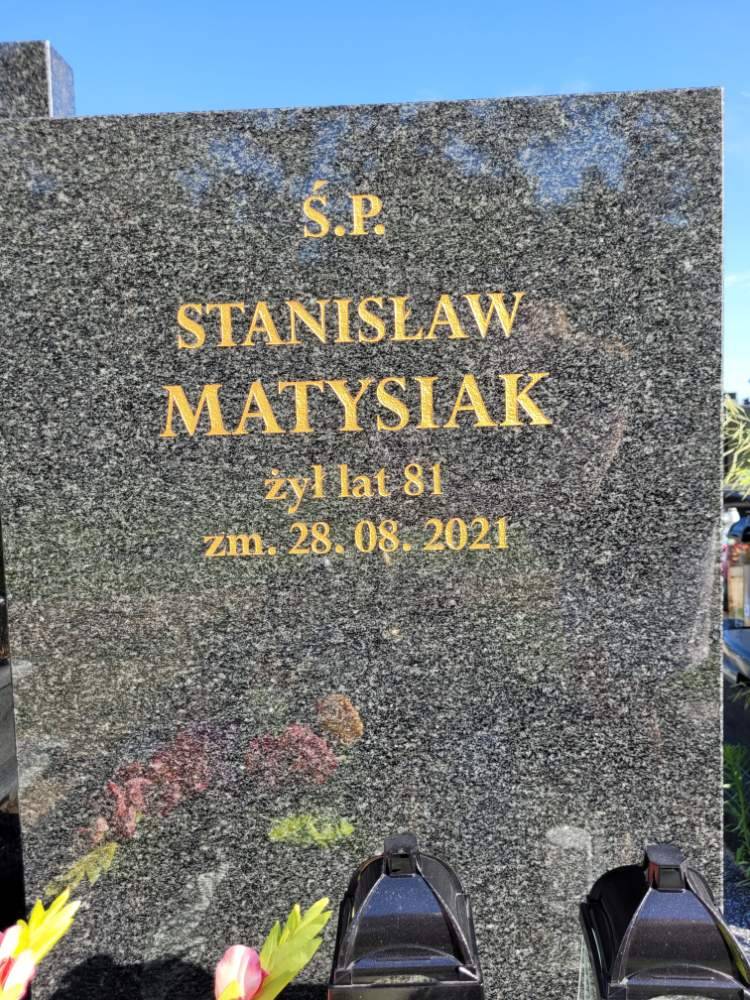 Ś.P.
STANISŁAW
MATYSIAK
żył lat 81
zm. 28. 08. 2021